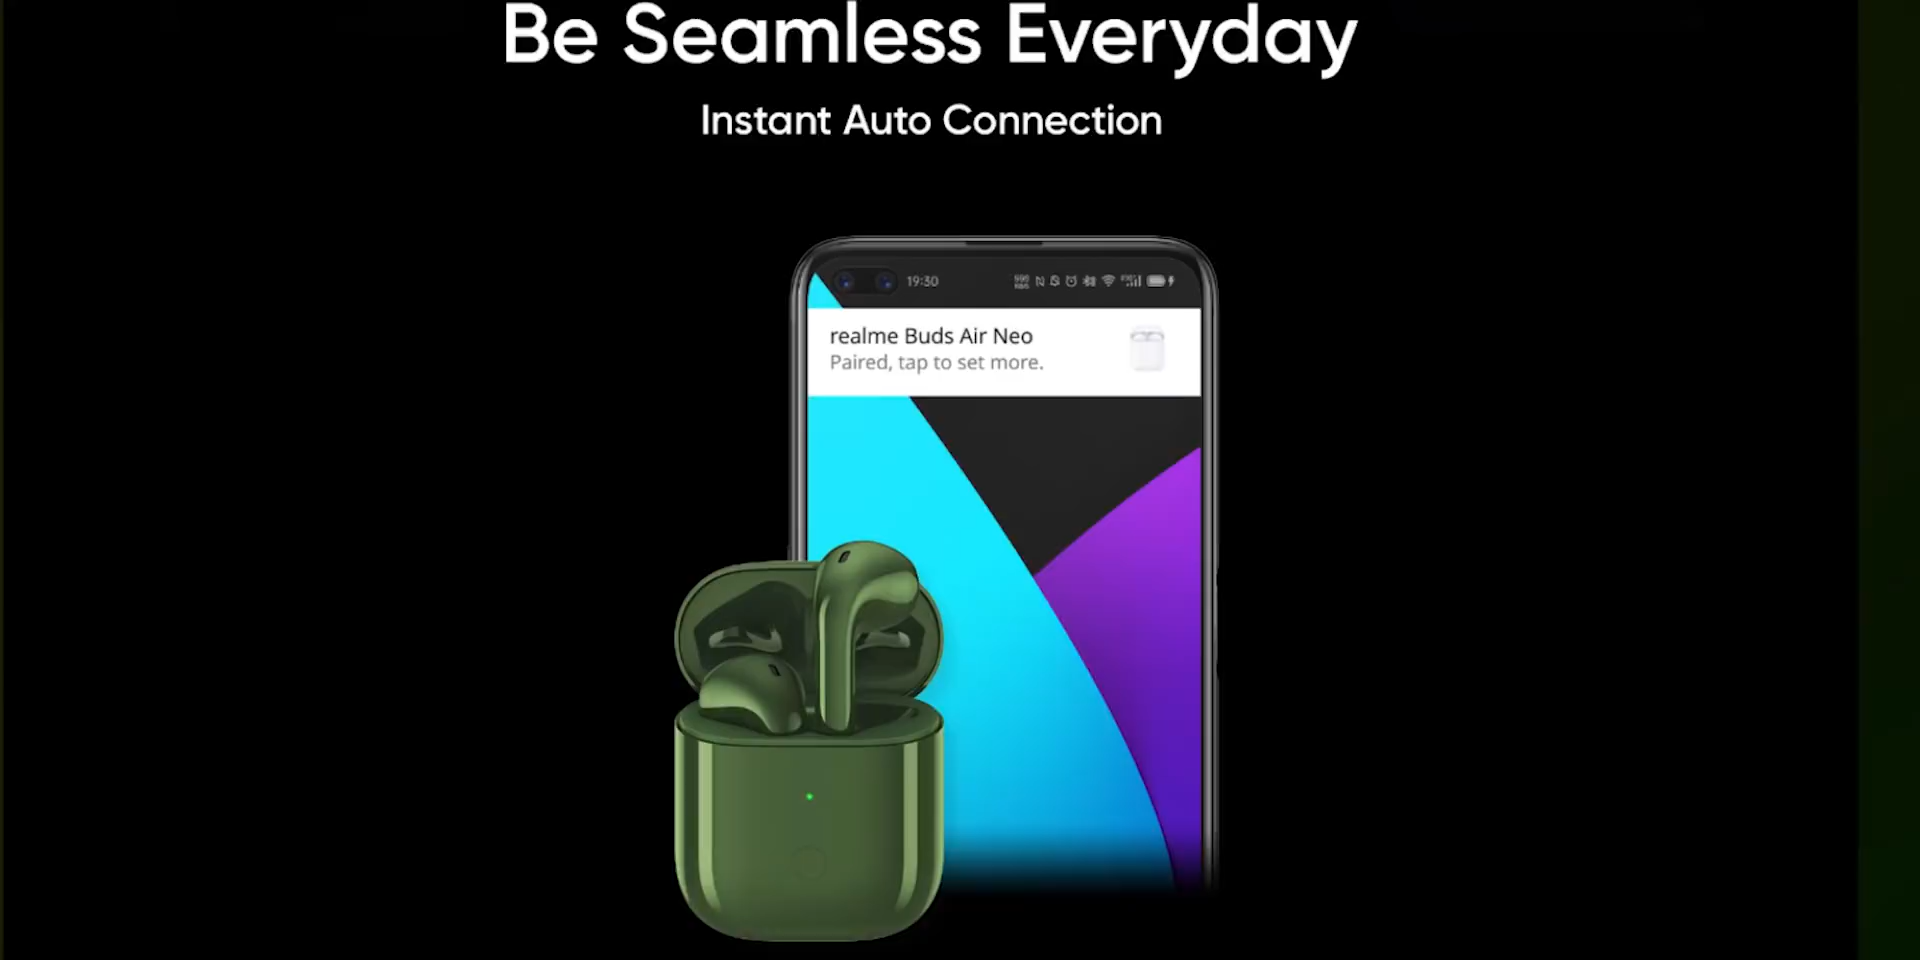 Be Seamless Everyday
Instant Auto Connection
19:30
realme Buds Air Neo
Paired, tap to set more.